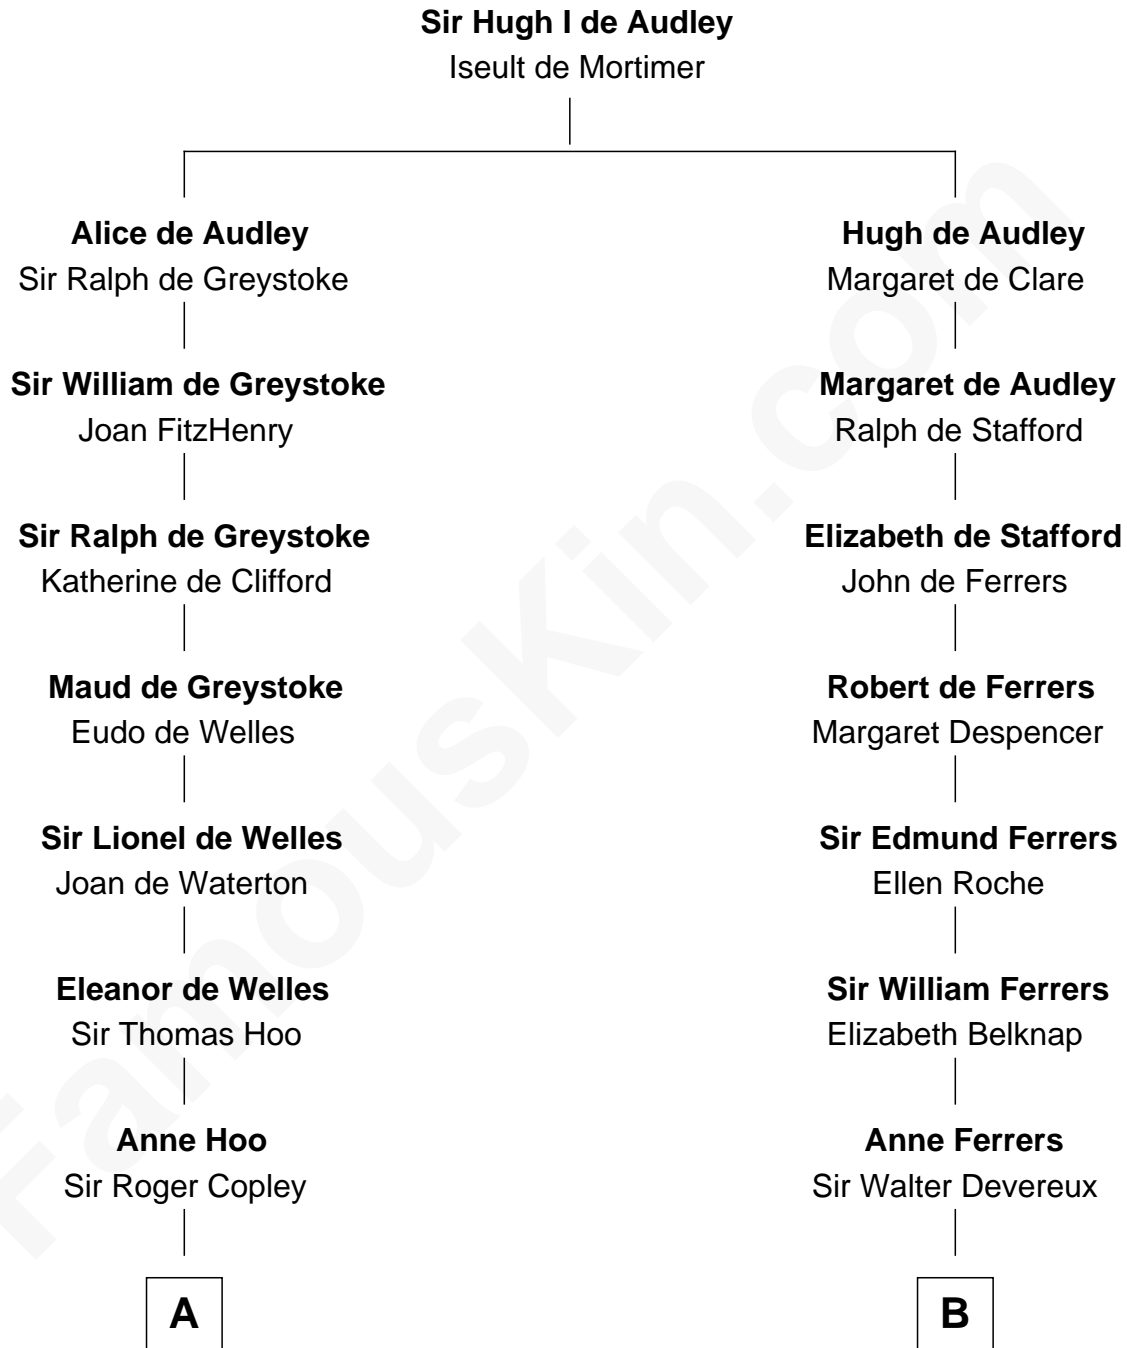 Sir Hugh I de Audley
Iseult de Mortimer
Alice de Audley
Sir Ralph de Greystoke
Hugh de Audley
Margaret de Clare
Sir William de Greystoke
Joan FitzHenry
Margaret de Audley
Ralph de Stafford
Sir Ralph de Greystoke
Katherine de Clifford
Elizabeth de Stafford
John de Ferrers
Maud de Greystoke
Eudo de Welles
Robert de Ferrers
Margaret Despencer
Sir Lionel de Welles
Joan de Waterton
Sir Edmund Ferrers
Ellen Roche
Eleanor de Welles
Sir Thomas Hoo
Sir William Ferrers
Elizabeth Belknap
Anne Hoo
Sir Roger Copley
Anne Ferrers
Sir Walter Devereux
A
B
FamousKin.com